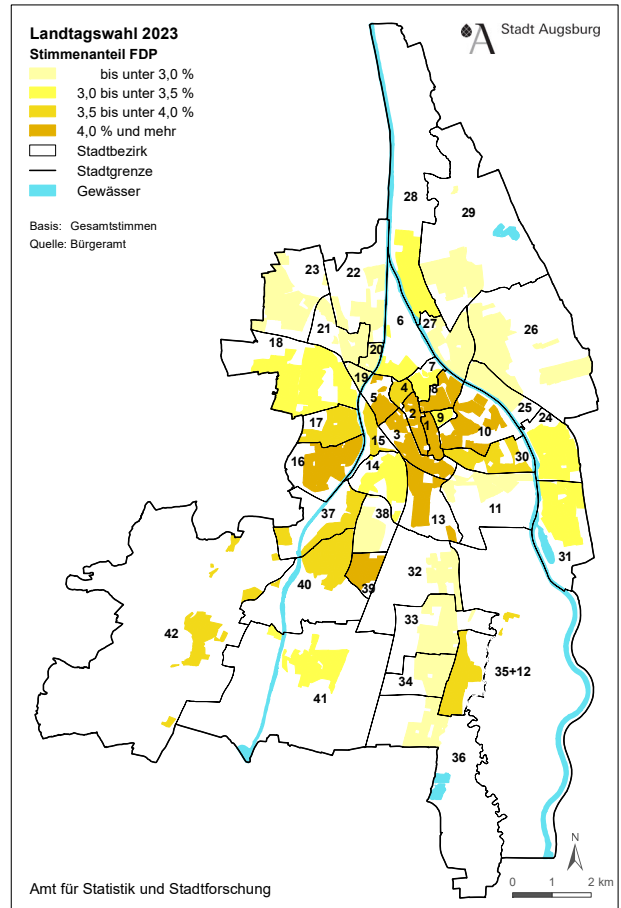 Landtagswahl 2023
Stimmenanteil FDP
bis unter 3,0 %
3,0 bis unter 3,5 %
3,5 bis unter 4,0 %
4,0 % und mehr
Stadtbezirk
Stadtgrenze
Gewässer
Basis: Gesamtstimmen
Quelle: Bürgeramt
Stadt Augsburg
28
29
23
22
6
27
26
21
18
20
7
19
5
4
8
25
24
2
9
17
1
10
3
15
30
16
14
11
37
38
13
31
32
40
39
33
42
35+12
34
41
36
N
0 1 2 km
Amt für Statistik und Stadtforschung